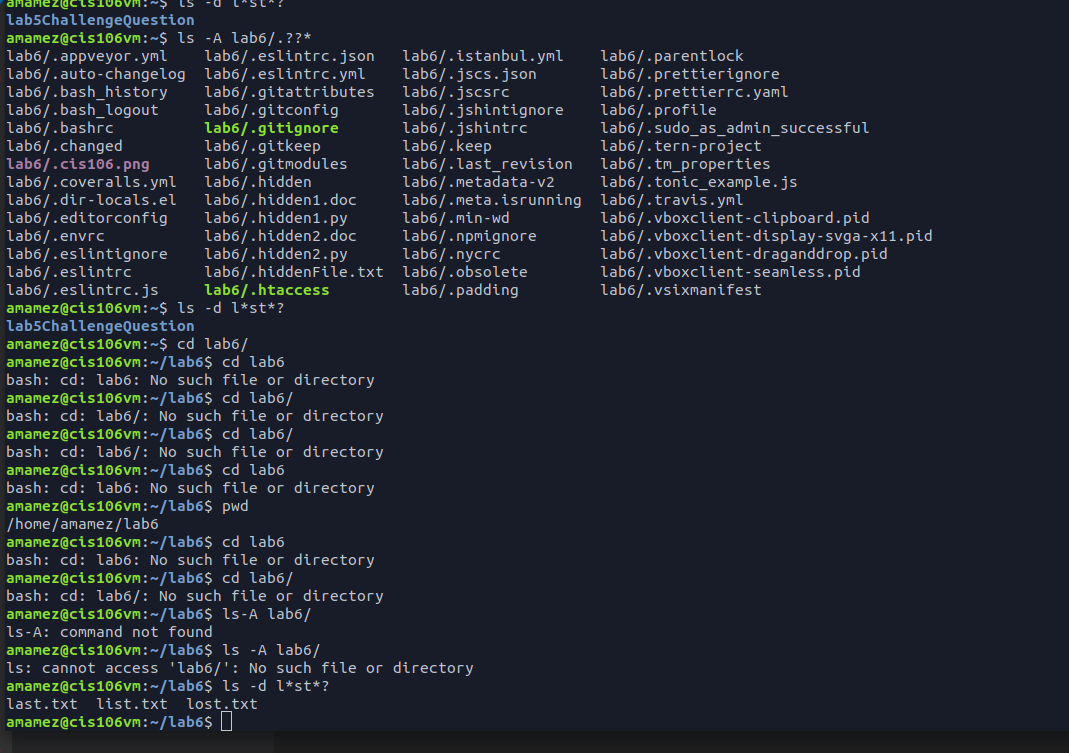 amamez@cis106vm:~$ ls -d l*st*?
lab5ChallengeQuestion
amamez@cis106vm:~$ ls -A lab6/.??*
lab6/.appveyor.yml lab6/.eslintrc.json lab6/.istanbul.yml lab6/.parentlock
lab6/.auto-changelog lab6/.eslintrc.yml lab6/.jscs.json lab6/.prettierignore
lab6/.bash_history lab6/.gitattributes lab6/.jscsrc lab6/.prettierrc.yaml
lab6/.bash_logout lab6/.gitconfig lab6/.jshintignore lab6/.profile
lab6/.bashrc lab6/.gitignore lab6/.jshintrc lab6/.sudo_as_admin_successful
lab6/.changed lab6/.gitkeep lab6/.keep lab6/.tern-project
lab6/.cis106.png lab6/.gitmodules lab6/.last_revision lab6/.tm_properties
lab6/.coveralls.yml lab6/.hidden lab6/.metadata-v2 lab6/.tonic_example.js
lab6/.dir-locals.el lab6/.hidden1.doc lab6/.meta.isrunning lab6/.travis.yml
lab6/.editorconfig lab6/.hidden1.py lab6/.min-wd lab6/.vboxclient-clipboard.pid
lab6/.envrc lab6/.hidden2.doc lab6/.npmignore lab6/.vboxclient-display-svga-x11.pid
lab6/.eslintignore lab6/.hidden2.py lab6/.nycrc lab6/.vboxclient-draganddrop.pid
lab6/.eslintrc lab6/.hiddenFile.txt lab6/.obsolete lab6/.vboxclient-seamless.pid
lab6/.eslintrc.js lab6/.htaccess lab6/.padding lab6/.vsixmanifest
amamez@cis106vm:~$ ls -d l*st*?
lab5ChallengeQuestion
amamez@cis106vm:~$ cd lab6/
amamez@cis106vm:~/lab6$ cd lab6
bash: cd: lab6: No such file or directory
amamez@cis106vm:~/lab6$ cd lab6/
bash: cd: lab6/: No such file or directory
amamez@cis106vm:~/lab6$ cd lab6/
bash: cd: lab6/: No such file or directory
amamez@cis106vm:~/lab6$ cd lab6
bash: cd: lab6: No such file or directory
amamez@cis106vm:~/lab6$ pwd
/home/amamez/lab6
amamez@cis106vm:~/lab6$ cd lab6
bash: cd: lab6: No such file or directory
amamez@cis106vm:~/lab6$ cd lab6/
bash: cd: lab6/: No such file or directory
amamez@cis106vm:~/lab6$ ls-A lab6/
ls-A: command not found
amamez@cis106vm:~/lab6$ ls -A lab6/
ls: cannot access 'lab6/': No such file or directory
amamez@cis106vm:~/lab6$ ls -d l*st*?
last.txt list.txt lost.txt
amamez@cis106vm:~/lab6$